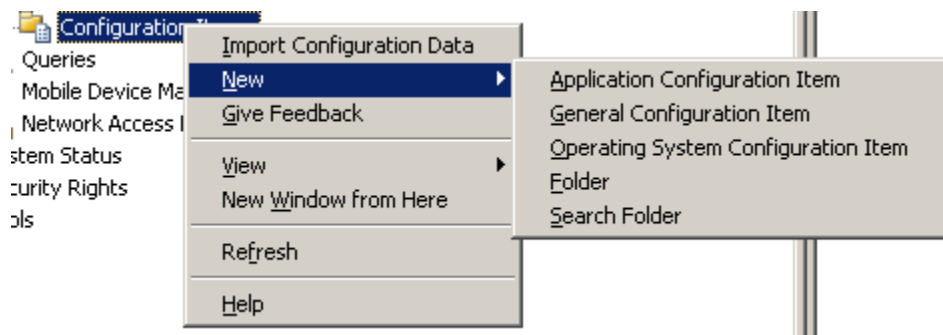 Configuration
Queries
Mobile Device Ma
Network Access
stem Status
curity Rights
ols
Import Configuration Data
New
Give Feedback
View
New Window from Here
Refresh
Help
Application Configuration Item
General Configuration Item
Operating System Configuration Item
Folder
Search Folder